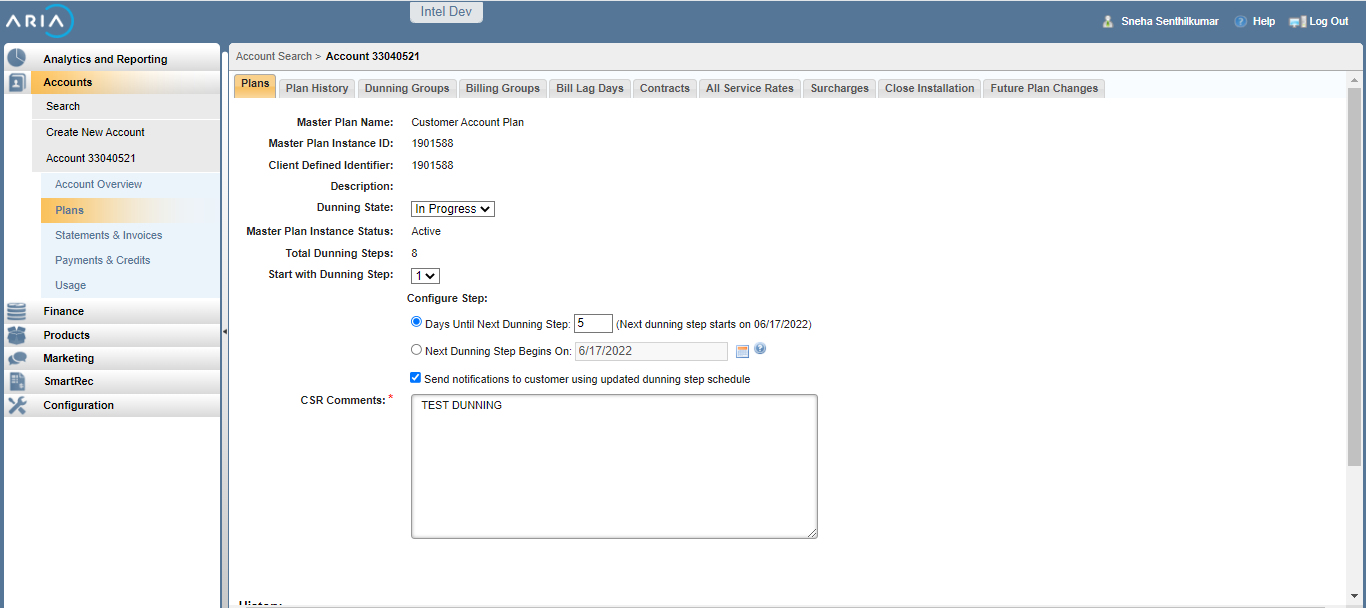 ARIA
Intel Dev
Sneha Senthilkumar Help Log Out
Analytics and Reporting
Accounts
Search
Create New Account
Account 33040521
Account Overview
Plans
Statements & Invoices
Payments & Credits
Usage
Finance
Products
Marketing
SmartRec
Configuration
Account Search > Account 33040521
Plans Plan History Dunning Groups Billing Groups Bill Lag Days Contracts All Service Rates Surcharges Close Installation Future Plan Changes
Master Plan Name: Customer Account Plan
Master Plan Instance ID: 1901588
Client Defined Identifier: 1901588
Description:
Dunning State: In Progress
Master Plan Instance Status: Active
Total Dunning Steps: 8
Start with Dunning Step: 1
Configure Step:
Days Until Next Dunning Step: 5 (Next dunning step starts on 06/17/2022)
Next Dunning Step Begins On: 6/17/2022
Send notifications to customer using updated dunning step schedule
CSR Comments: *
TEST DUNNING
History